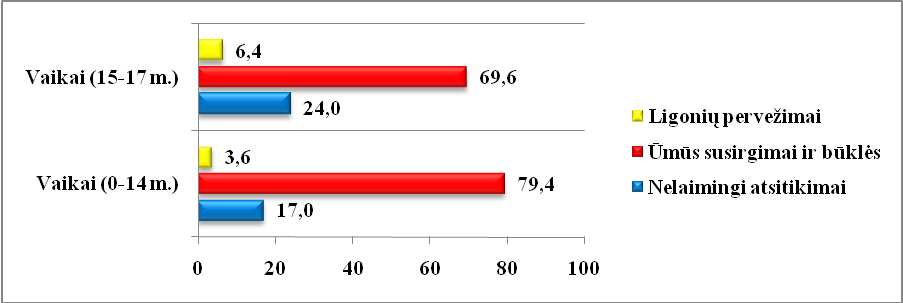 Vaikai (15-17 m.)
6,4
69,6
24,0
Vaikai (0-14 m.)
3,6
79,4
17,0
0 20 40 60 80 100
Ligonių pervežimai
Ūmūs susirgimai ir būklės
Nelaimingi atsitikimai